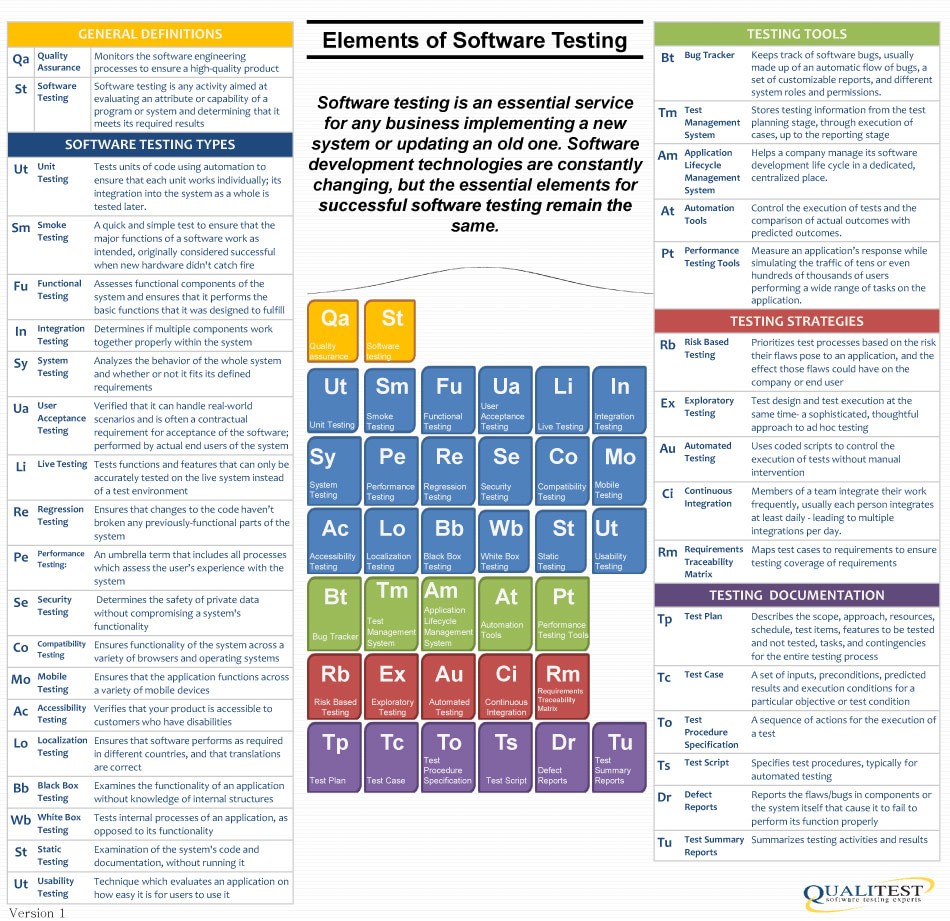 GENERAL DEFINITIONS
Qa
Quality
Assurance
Monitors the software engineering
processes to ensure a high-quality product
St
Software
Testing
Software testing is any activity aimed at
evaluating an attribute or capability of a
program or system and determining that it
meets its required results
SOFTWARE TESTING TYPES
Ut
Unit
Testing
Tests units of code using automation to
ensure that each unit works individually; its
integration into the system as a whole is
tested later.
Sm
Smoke
Testing
A quick and simple test to ensure that the
major functions of a software work as
intended, originally considered successful
when new hardware didn't catch fire
Fu
Functional
Testing
Assesses functional components of the
system and ensures that it performs the
basic functions that it was designed to fulfill
In
Integration
Testing
Determines if multiple components work
together properly within the system
Sy
System
Testing
Analyzes the behavior of the whole system
and whether or not it fits its defined
requirements
Ua
User
Acceptance
Testing
Verified that it can handle real-world
scenarios and is often a contractual
requirement for acceptance of the software;
performed by actual end users of the system
Li
Live Testing
Tests functions and features that can only be
accurately tested on the live system instead
of a test environment
Re
Regression
Testing
Ensures that changes to the code haven't
broken any previously-functional parts of the
system
Pe
Performance
Testing:
An umbrella term that includes all processes
which assess the user's experience with the
system
Se
Security
Testing
Determines the safety of private data
without compromising a system's
functionality
Co
Compatibility
Testing
Ensures functionality of the system across a
variety of browsers and operating systems
Mo
Mobile
Testing
Ensures that the application functions across
a variety of mobile devices
Ac
Accessibility
Testing
Verifies that your product is accessible to
customers who have disabilities
Lo
Localization
Testing
Ensures that software performs as required
in different countries, and that translations
are correct
Bb
Black Box
Testing
Examines the functionality of an application
without knowledge of internal structures
Wb
White Box
Testing
Tests internal processes of an application, as
opposed to its functionality
St
Static
Testing
Examination of the system's code and
documentation, without running it
Ut
Usability
Testing
Technique which evaluates an application on
how easy it is for users to use it
Version 1
Elements of Software Testing
Software testing is an essential service
for any business implementing a new
system or updating an old one. Software
development technologies are constantly
changing, but the essential elements for
successful software testing remain the
same.
Qa
Quality
assurance
St
Software
testing
Ut
Unit Testing
Sm
Smoke
Testing
Fu
Functional
Testing
Ua
User
Acceptance
Testing
Li
Live Testing
In
Integration
Testing
Sy
System
Testing
Pe
Performance
Testing
Re
Regression
Testing
Se
Security
Testing
Co
Compatibility
Testing
Mo
Mobile
Testing
Ac
Accessibility
Testing
Lo
Localization
Testing
Bb
Black Box
Testing
Wb
White Box
Testing
St
Static
Testing
Ut
Usability
Testing
Bt
Bug Tracker
Tm
Test
Management
System
Am
Application
Lifecycle
Management
System
At
Automation
Tools
Pt
Performance
Testing Tools
Rb
Risk Based
Testing
Ex
Exploratory
Testing
Au
Automated
Testing
Ci
Continuous
Integration
Rm
Requirements
Traceability
Matrix
Tp
Test Plan
Tc
Test Case
To
Test
Procedure
Specification
Ts
Test Script
Dr
Defect
Reports
Tu
Test
Summary
Reports
TESTING TOOLS
Bt
Bug Tracker
Keeps track of software bugs, usually
made up of an automatic flow of bugs, a
set of customizable reports, and different
system roles and permissions.
Tm
Test
Management
System
Stores testing information from the test
planning stage, through execution of
cases, up to the reporting stage
Am
Application
Lifecycle
Management
System
Helps a company manage its software
development life cycle in a dedicated,
centralized place.
At
Automation
Tools
Control the execution of tests and the
comparison of actual outcomes with
predicted outcomes.
Pt
Performance
Testing Tools
Measure an application's response while
simulating the traffic of tens or even
hundreds of thousands of users
performing a wide range of tasks on the
application.
TESTING STRATEGIES
Rb
Risk Based
Testing
Prioritizes test processes based on the risk
their flaws pose to an application, and the
effect those flaws could have on the
company or end user
Ex
Exploratory
Testing
Test design and test execution at the
same time- a sophisticated, thoughtful
approach to ad hoc testing
Au
Automated
Testing
Uses coded scripts to control the
execution of tests without manual
intervention
Ci
Continuous
Integration
Members of a team integrate their work
frequently, usually each person integrates
at least daily - leading to multiple
integrations per day.
Rm
Requirements
Traceability
Matrix
Maps test cases to requirements to ensure
testing coverage of requirements
TESTING DOCUMENTATION
Tp
Test Plan
Describes the scope, approach, resources,
schedule, test items, features to be tested
and not tested, tasks, and contingencies
for the entire testing process
Tc
Test Case
A set of inputs, preconditions, predicted
results and execution conditions for a
particular objective or test condition
To
Test
Procedure
Specification
A sequence of actions for the execution of
a test
Ts
Test Script
Specifies test procedures, typically for
automated testing
Dr
Defect
Reports
Reports the flaws/bugs in components or
the system itself that cause it to fail to
perform its function properly
Tu
Test Summary
Reports
Summarizes testing activities and results
QUALITEST
software testing experts